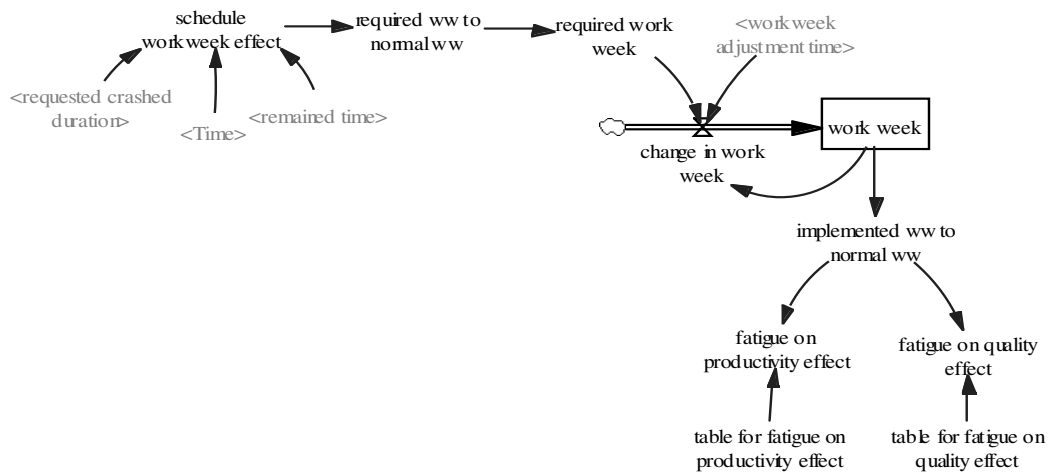 schedule
workweek effect
required ww to
normal ww
required work
week
<workweek
adjustment time>
<requested crashed
duration>
<Time>
<remained time>
work week
change in work
week
implemented ww to
normal ww
fatigue on
productivity effect
fatigue on quality
effect
table for fatigue on
productivity effect
table for fatigue on
quality effect